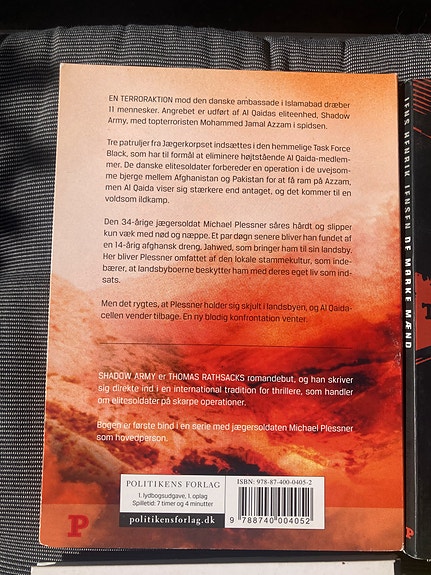 EN TERRORAKTION mod den danske ambassade i Islamabad dræber
11 mennesker. Angrebet er udført af Al Qaidas eliteenhed, Shadow
Army, med topterroristen Mohammed Jamal Azzam i spidsen.
Tre patruljer fra Jægerkorpset indsættes i den hemmelige Task Force
Black, som har til formål at eliminere højtstående Al Qaida-medlem-
mer. De danske elitesoldater forbereder en operation i de uvejsom-
me bjerge mellem Afghanistan og Pakistan for at få ram på Azzam,
men Al Qaida viser sig stærkere end antaget, og det kommer til en
voldsom ildkamp.
Den 34-årige jægersoldat Michael Plessner såres hårdt og slipper
kun væk med nød og næppe. Et par døgn senere bliver han fundet af
en 14-årig afghansk dreng, Jahwed, som bringer ham til sin landsby.
Her bliver Plessner omfattet af den lokale stammekultur, som inde-
bærer, at landsbyboerne beskytter ham med deres eget liv som ind-
sats.
Men det rygtes, at Plessner holder sig skjult i landsbyen, og Al Qaida-
cellen vender tilbage. En ny blodig konfrontation venter.
SHADOW ARMY er THOMAS RATHSACKS romandebut, og han skriver
sig direkte ind i en international tradition for thrillere, som handler
om elitesoldater på skarpe operationer.
Bogen er første bind i en serie med jægersoldaten Michael Plessner
som hovedperson.
POLITIKENS FORLAG
1. lydbogsudgave, 1. oplag
Spilletid: 7 timer og 4 minutter
politikensforlag.dk
ISBN: 978-87-400-0405-2
9 788740 004052
P
JENS HENRIK JENSEN DE MØRKE MÆND